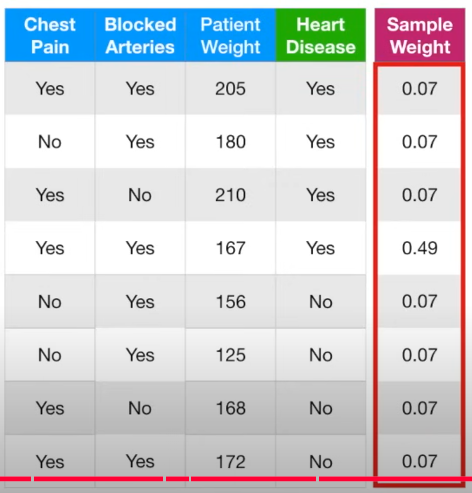 Chest Pain Blocked Arteries Patient Weight Heart Disease Sample Weight
Yes Yes 205 Yes 0.07
No Yes 180 Yes 0.07
Yes No 210 Yes 0.07
Yes Yes 167 Yes 0.49
No Yes 156 No 0.07
No Yes 125 No 0.07
Yes No 168 No 0.07
Yes Yes 172 No 0.07